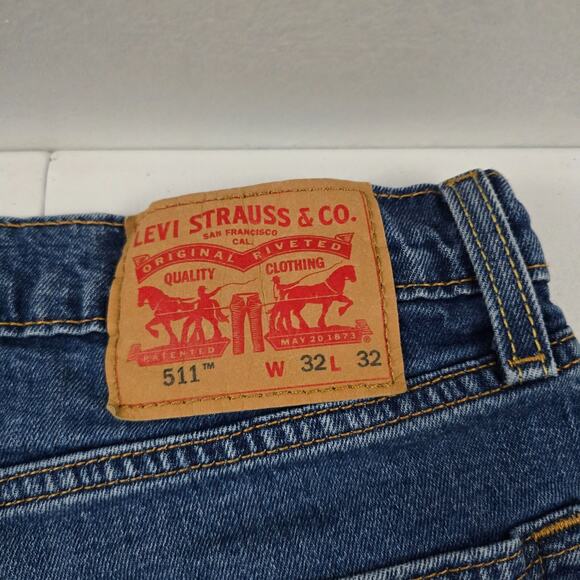 LEVI STRAUSS & CO.
SAN FRANCISCO
CAL.
ORIGINAL RIVETED
QUALITY CLOTHING
PATENTED MAY 20 1873 ®
511™ W 32 L 32